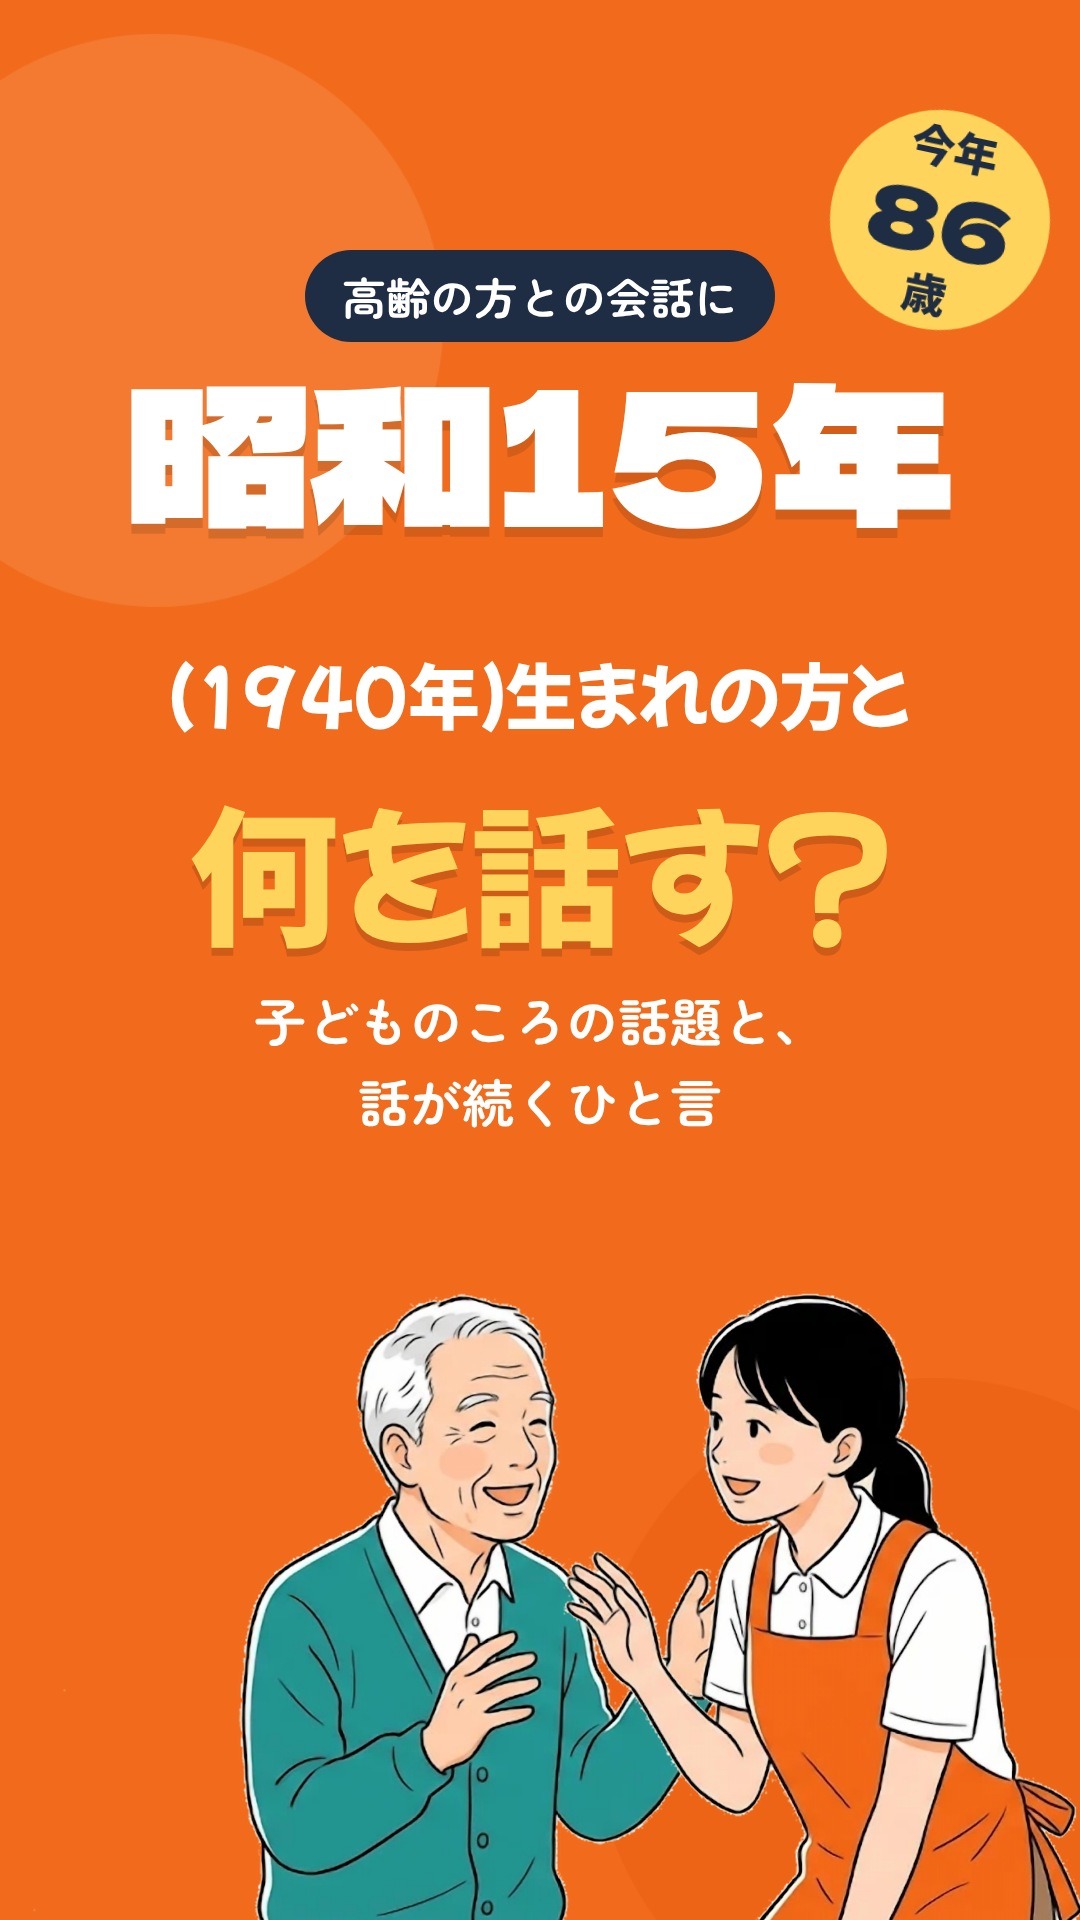 今年
86
歳
高齢の方との会話に
昭和15年
(1940年)生まれの方と
何を話す?
子どものころの話題と、
話が続くひと言